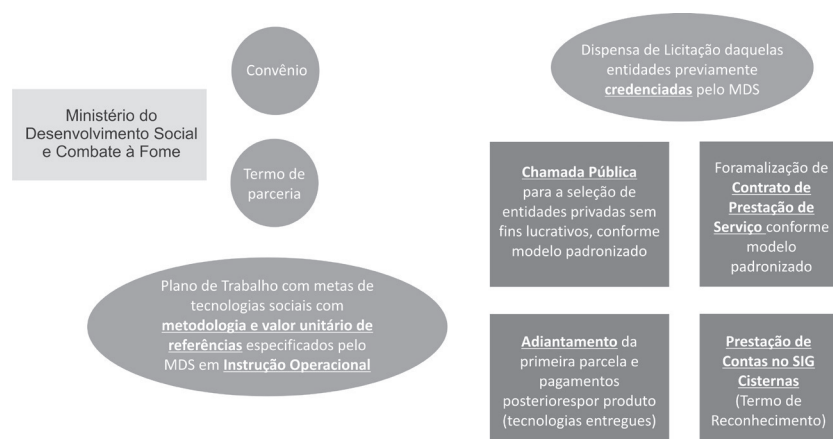 Ministério do
Desenvolvimento Social
e Combate à Fome
Convênio
Termo de
parceria
Plano de Trabalho com metas de
tecnologias sociais com
metodologia e valor unitário de
referências especificados pelo
MDS em Instrução Operacional
Dispensa de Licitação daquelas
entidades previamente
credenciadas pelo MDS
Chamada Pública
para a seleção de
entidades privadas sem
fins lucrativos, conforme
modelo padronizado
Foramalização de
Contrato de
Prestação de
Serviço conforme
modelo
padronizado
Adiantamento da
primeira parcela e
pagamentos
posteriorespor produto
(tecnologias entregues)
Prestação de
Contas no SIG
Cisternas
(Termo de
Reconhecimento)